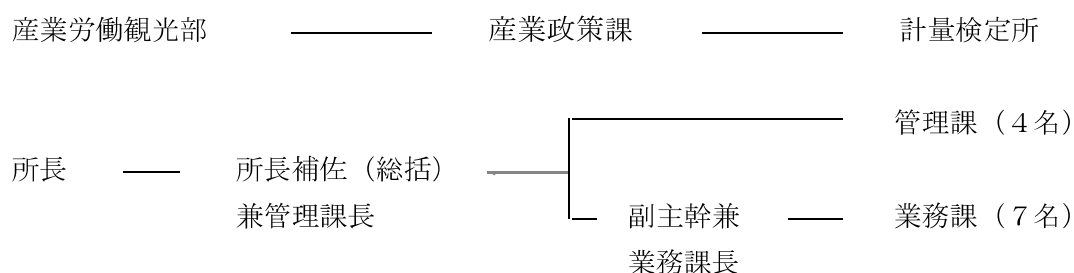 産業労働観光部 産業政策課 計量検定所
管理課（４名）
所長 所長補佐（総括）
兼管理課長 副主幹兼 業務課（７名）
業務課長